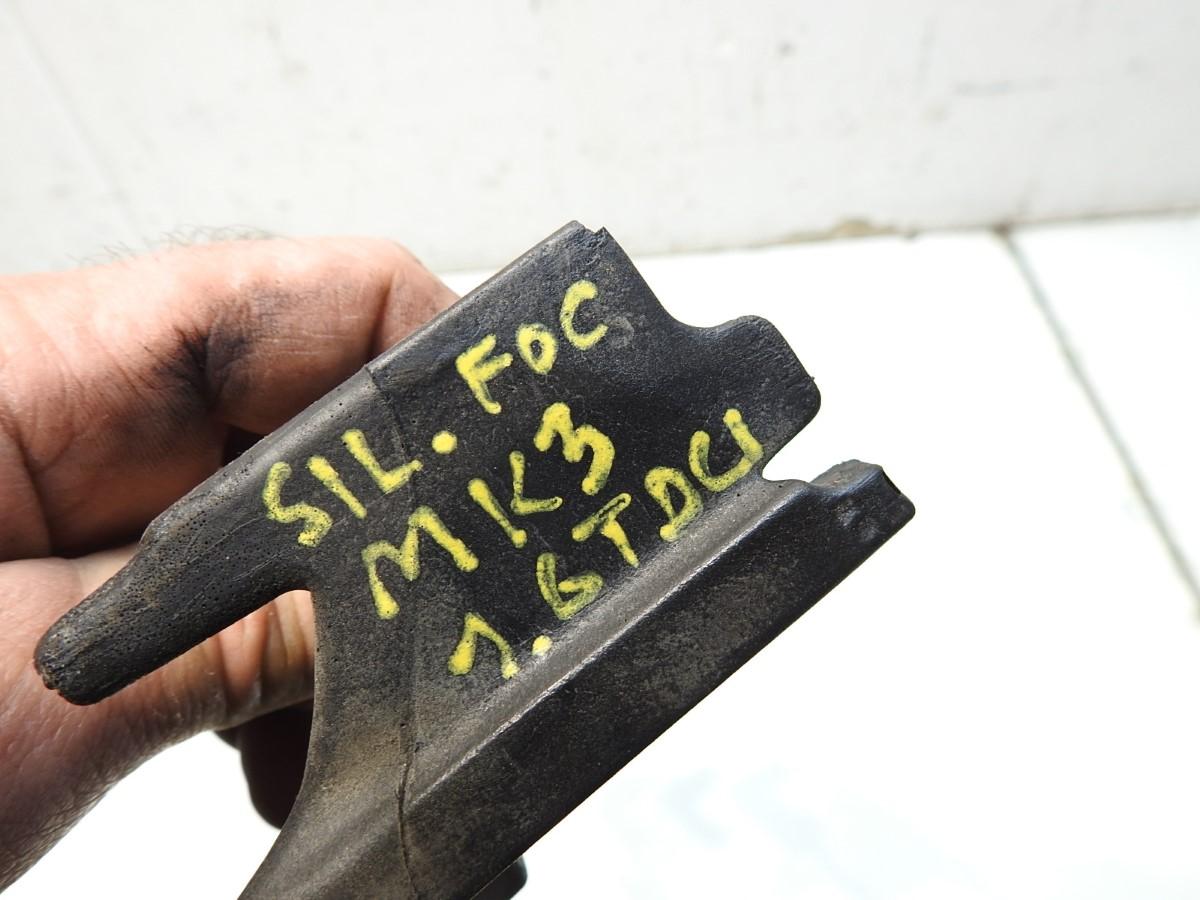 SIL. FOC
MK3
1.6TDCI